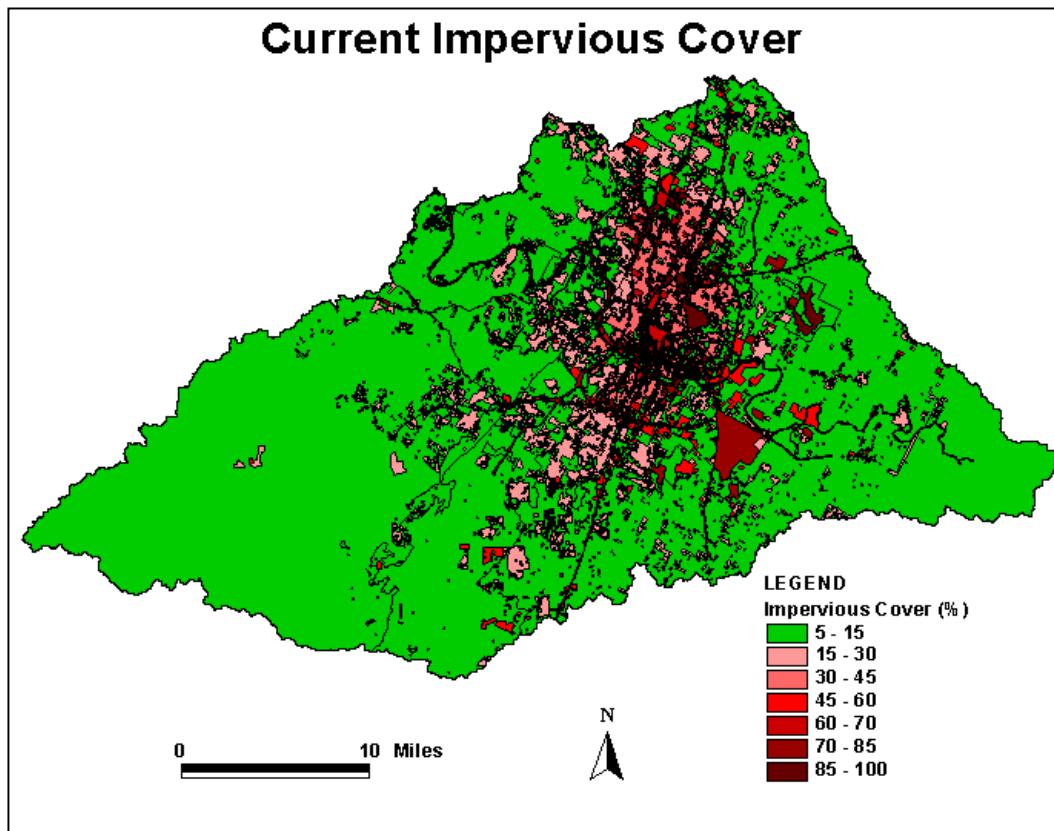 Current Impervious Cover
LEGEND
Impervious Cover (%)
5 - 15
15 - 30
30 - 45
45 - 60
60 - 70
70 - 85
85 - 100
N
0 10 Miles